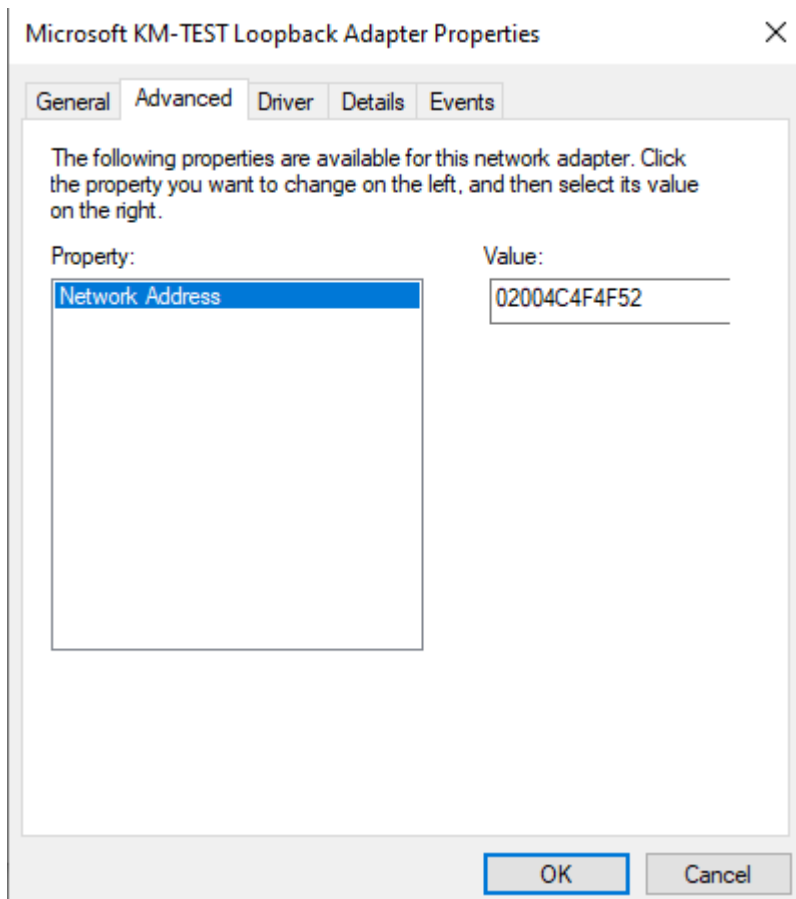 Microsoft KM-TEST Loopback Adapter Properties
General Advanced Driver Details Events
The following properties are available for this network adapter. Click
the property you want to change on the left, and then select its value
on the right.
Property: Value:
Network Address 02004C4F4F52
OK Cancel